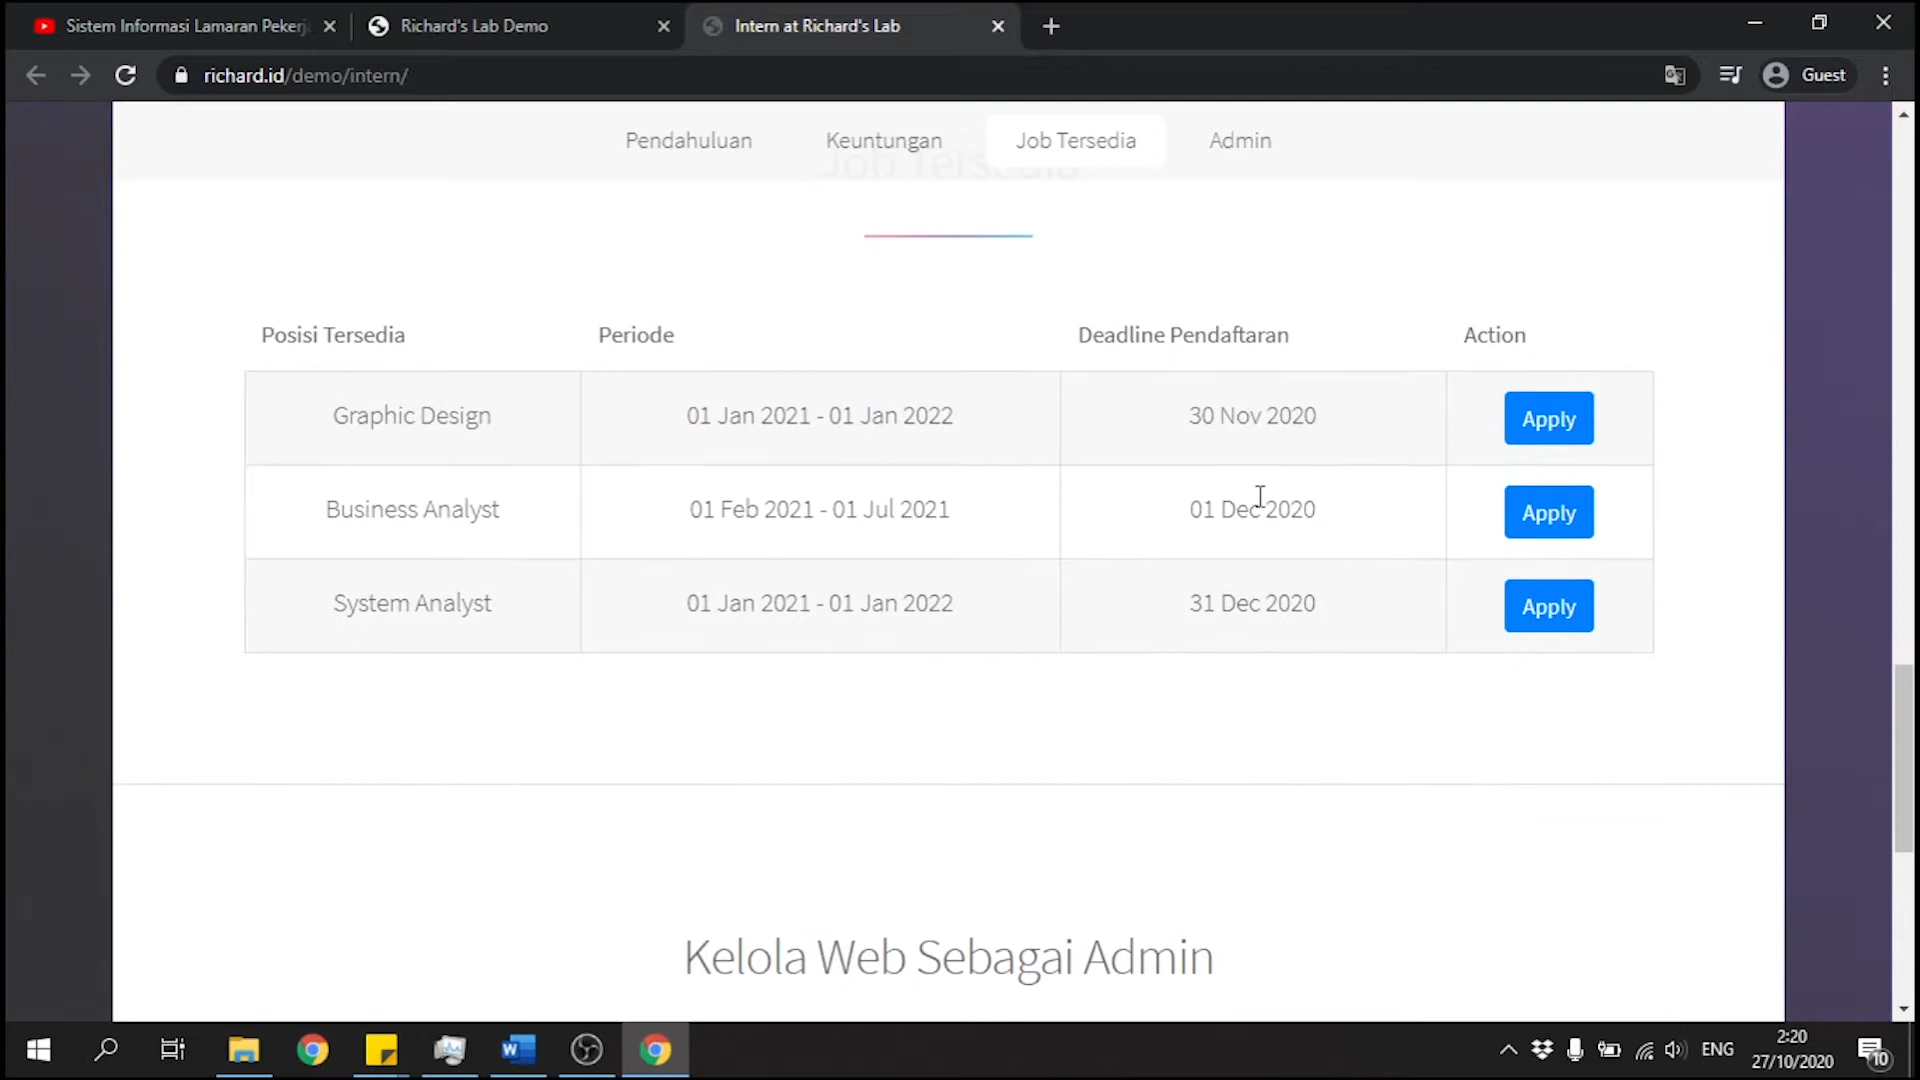 Sistem Informasi Lamaran Pekerj
Richard's Lab Demo
Intern at Richard's Lab
richard.id/demo/intern/
Guest
Pendahuluan
Keuntungan
Job Tersedia
Admin
Job Tersedia
Posisi Tersedia
Periode
Deadline Pendaftaran
Action
Graphic Design
01 Jan 2021 - 01 Jan 2022
30 Nov 2020
Apply
Business Analyst
01 Feb 2021 - 01 Jul 2021
01 Dec 2020
Apply
System Analyst
01 Jan 2021 - 01 Jan 2022
31 Dec 2020
Apply
Kelola Web Sebagai Admin
ENG
2:20
27/10/2020
10